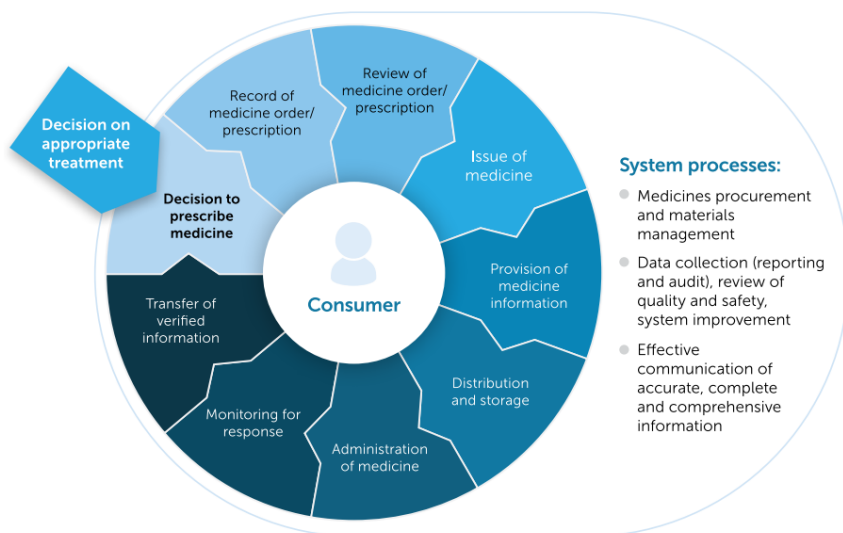 Decision on
appropriate
treatment
Decision to
prescribe
medicine
Record of
medicine order/
prescription
Review of
medicine order/
prescription
Issue of
medicine
Provision of
medicine
information
Distribution
and storage
Administration
of medicine
Monitoring for
response
Transfer of
verified
information
Consumer
System processes:
Medicines procurement
and materials
management
Data collection (reporting
and audit), review of
quality and safety,
system improvement
Effective
communication of
accurate, complete
and comprehensive
information